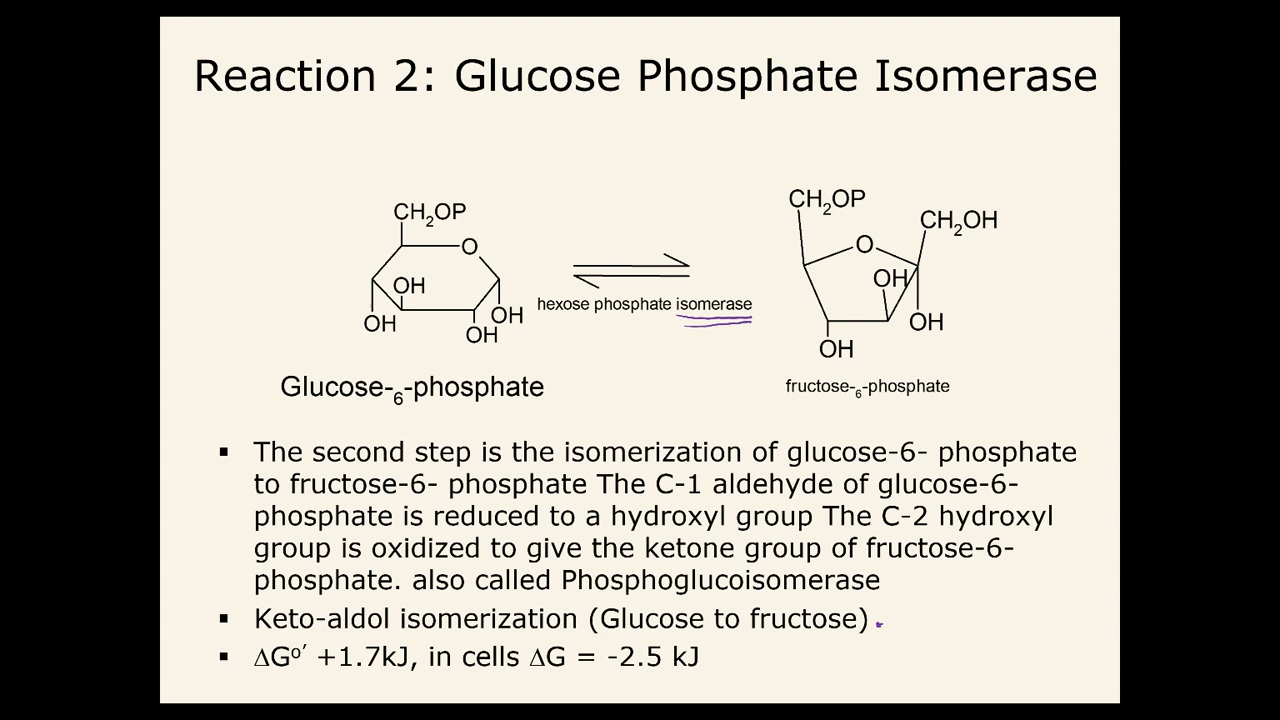 Reaction 2: Glucose Phosphate Isomerase
CH₂OP
O
OH
OH
OH
OH
hexose phosphate isomerase
CH₂OP
CH₂OH
O
OH
OH
OH
Glucose-₆-phosphate
fructose-₆-phosphate
▪ The second step is the isomerization of glucose-6- phosphate
to fructose-6- phosphate The C-1 aldehyde of glucose-6-
phosphate is reduced to a hydroxyl group The C-2 hydroxyl
group is oxidized to give the ketone group of fructose-6-
phosphate. also called Phosphoglucoisomerase
▪ Keto-aldol isomerization (Glucose to fructose)
▪ ΔGº′ +1.7kJ, in cells ΔG = -2.5 kJ